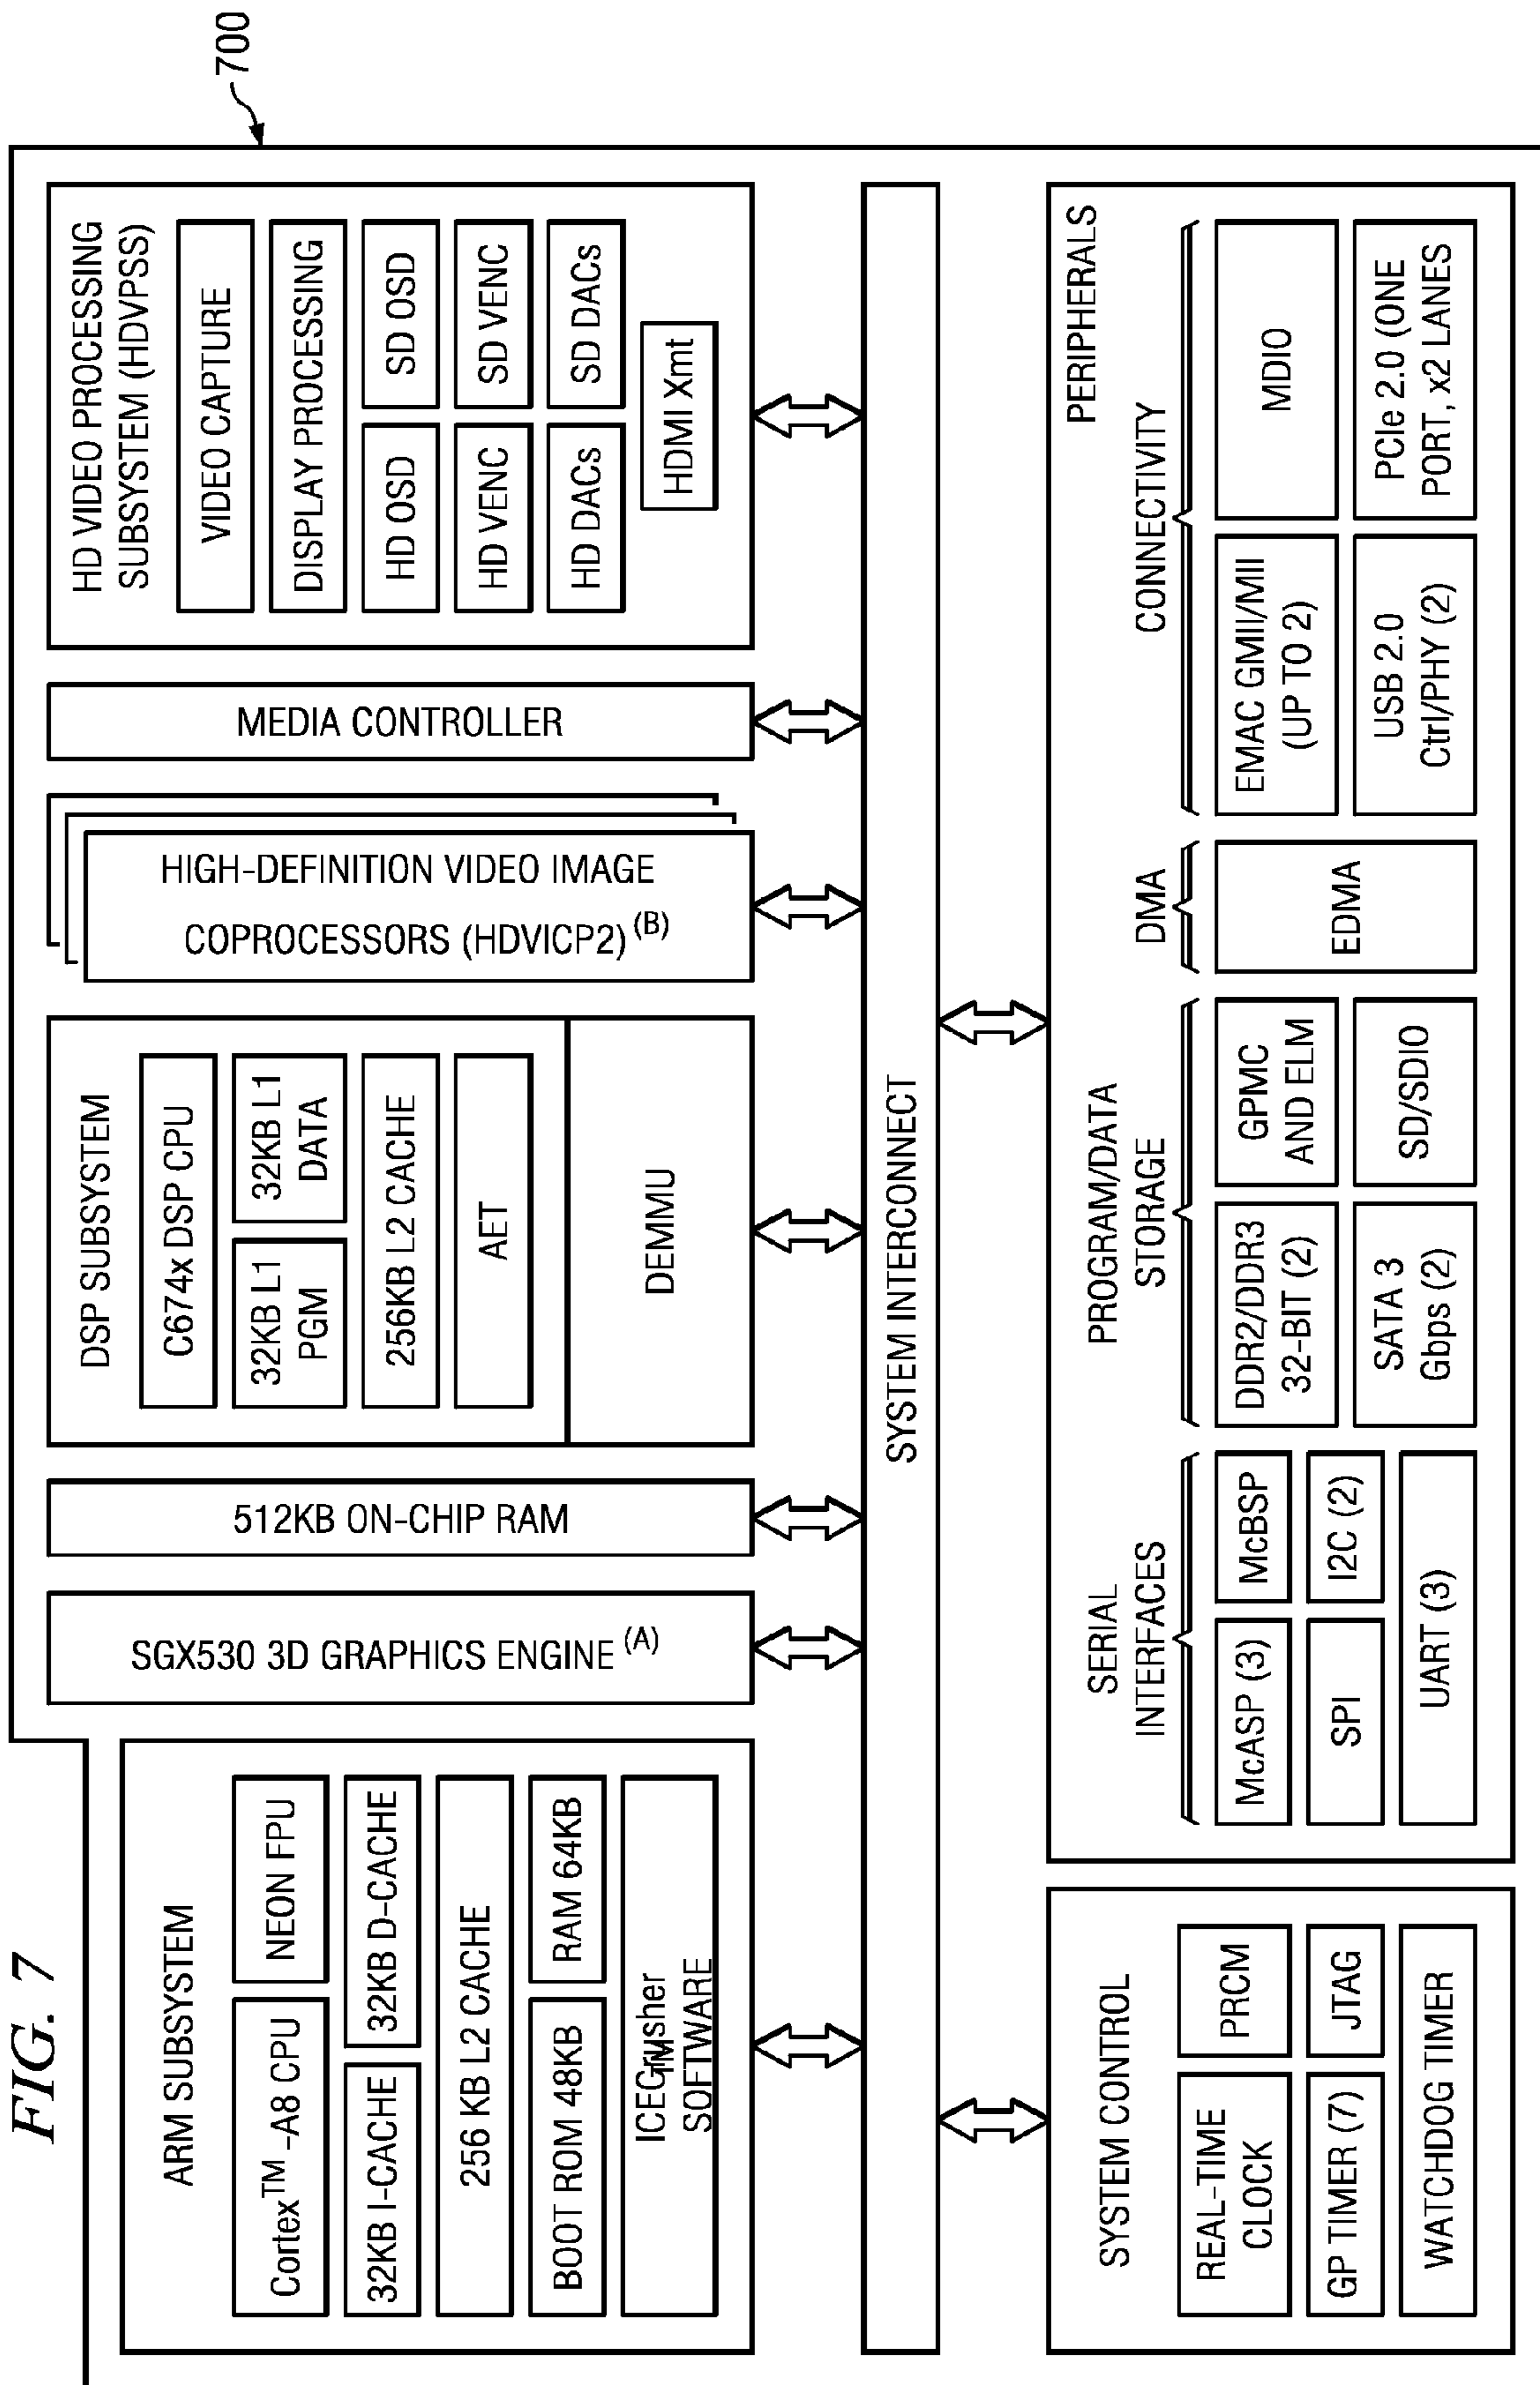 FIG. 7
700
ARM SUBSYSTEM
Cortex™ -A8 CPU
NEON FPU
32KB I-CACHE
32KB D-CACHE
256 KB L2 CACHE
BOOT ROM 48KB
RAM 64KB
ICECrusher
TM
SOFTWARE
SGX530 3D GRAPHICS ENGINE (A)
512KB ON-CHIP RAM
DSP SUBSYSTEM
C674x DSP CPU
32KB L1
PGM
32KB L1
DATA
256KB L2 CACHE
AET
DEMMU
HIGH-DEFINITION VIDEO IMAGE
COPROCESSORS (HDVICP2) (B)
MEDIA CONTROLLER
HD VIDEO PROCESSING
SUBSYSTEM (HDVPSS)
VIDEO CAPTURE
DISPLAY PROCESSING
HD OSD
SD OSD
HD VENC
SD VENC
HD DACs
SD DACs
HDMI Xmt
SYSTEM INTERCONNECT
SYSTEM CONTROL
REAL-TIME
CLOCK
PRCM
GP TIMER (7)
JTAG
WATCHDOG TIMER
PERIPHERALS
SERIAL
INTERFACES
McASP (3)
McBSP
SPI
I2C (2)
UART (3)
PROGRAM/DATA
STORAGE
DDR2/DDR3
32-BIT (2)
GPMC
AND ELM
SATA 3
Gbps (2)
SD/SDIO
DMA
EDMA
CONNECTIVITY
EMAC GMII/MII
(UP TO 2)
MDIO
USB 2.0
Ctrl/PHY (2)
PCIe 2.0 (ONE
PORT, x2 LANES